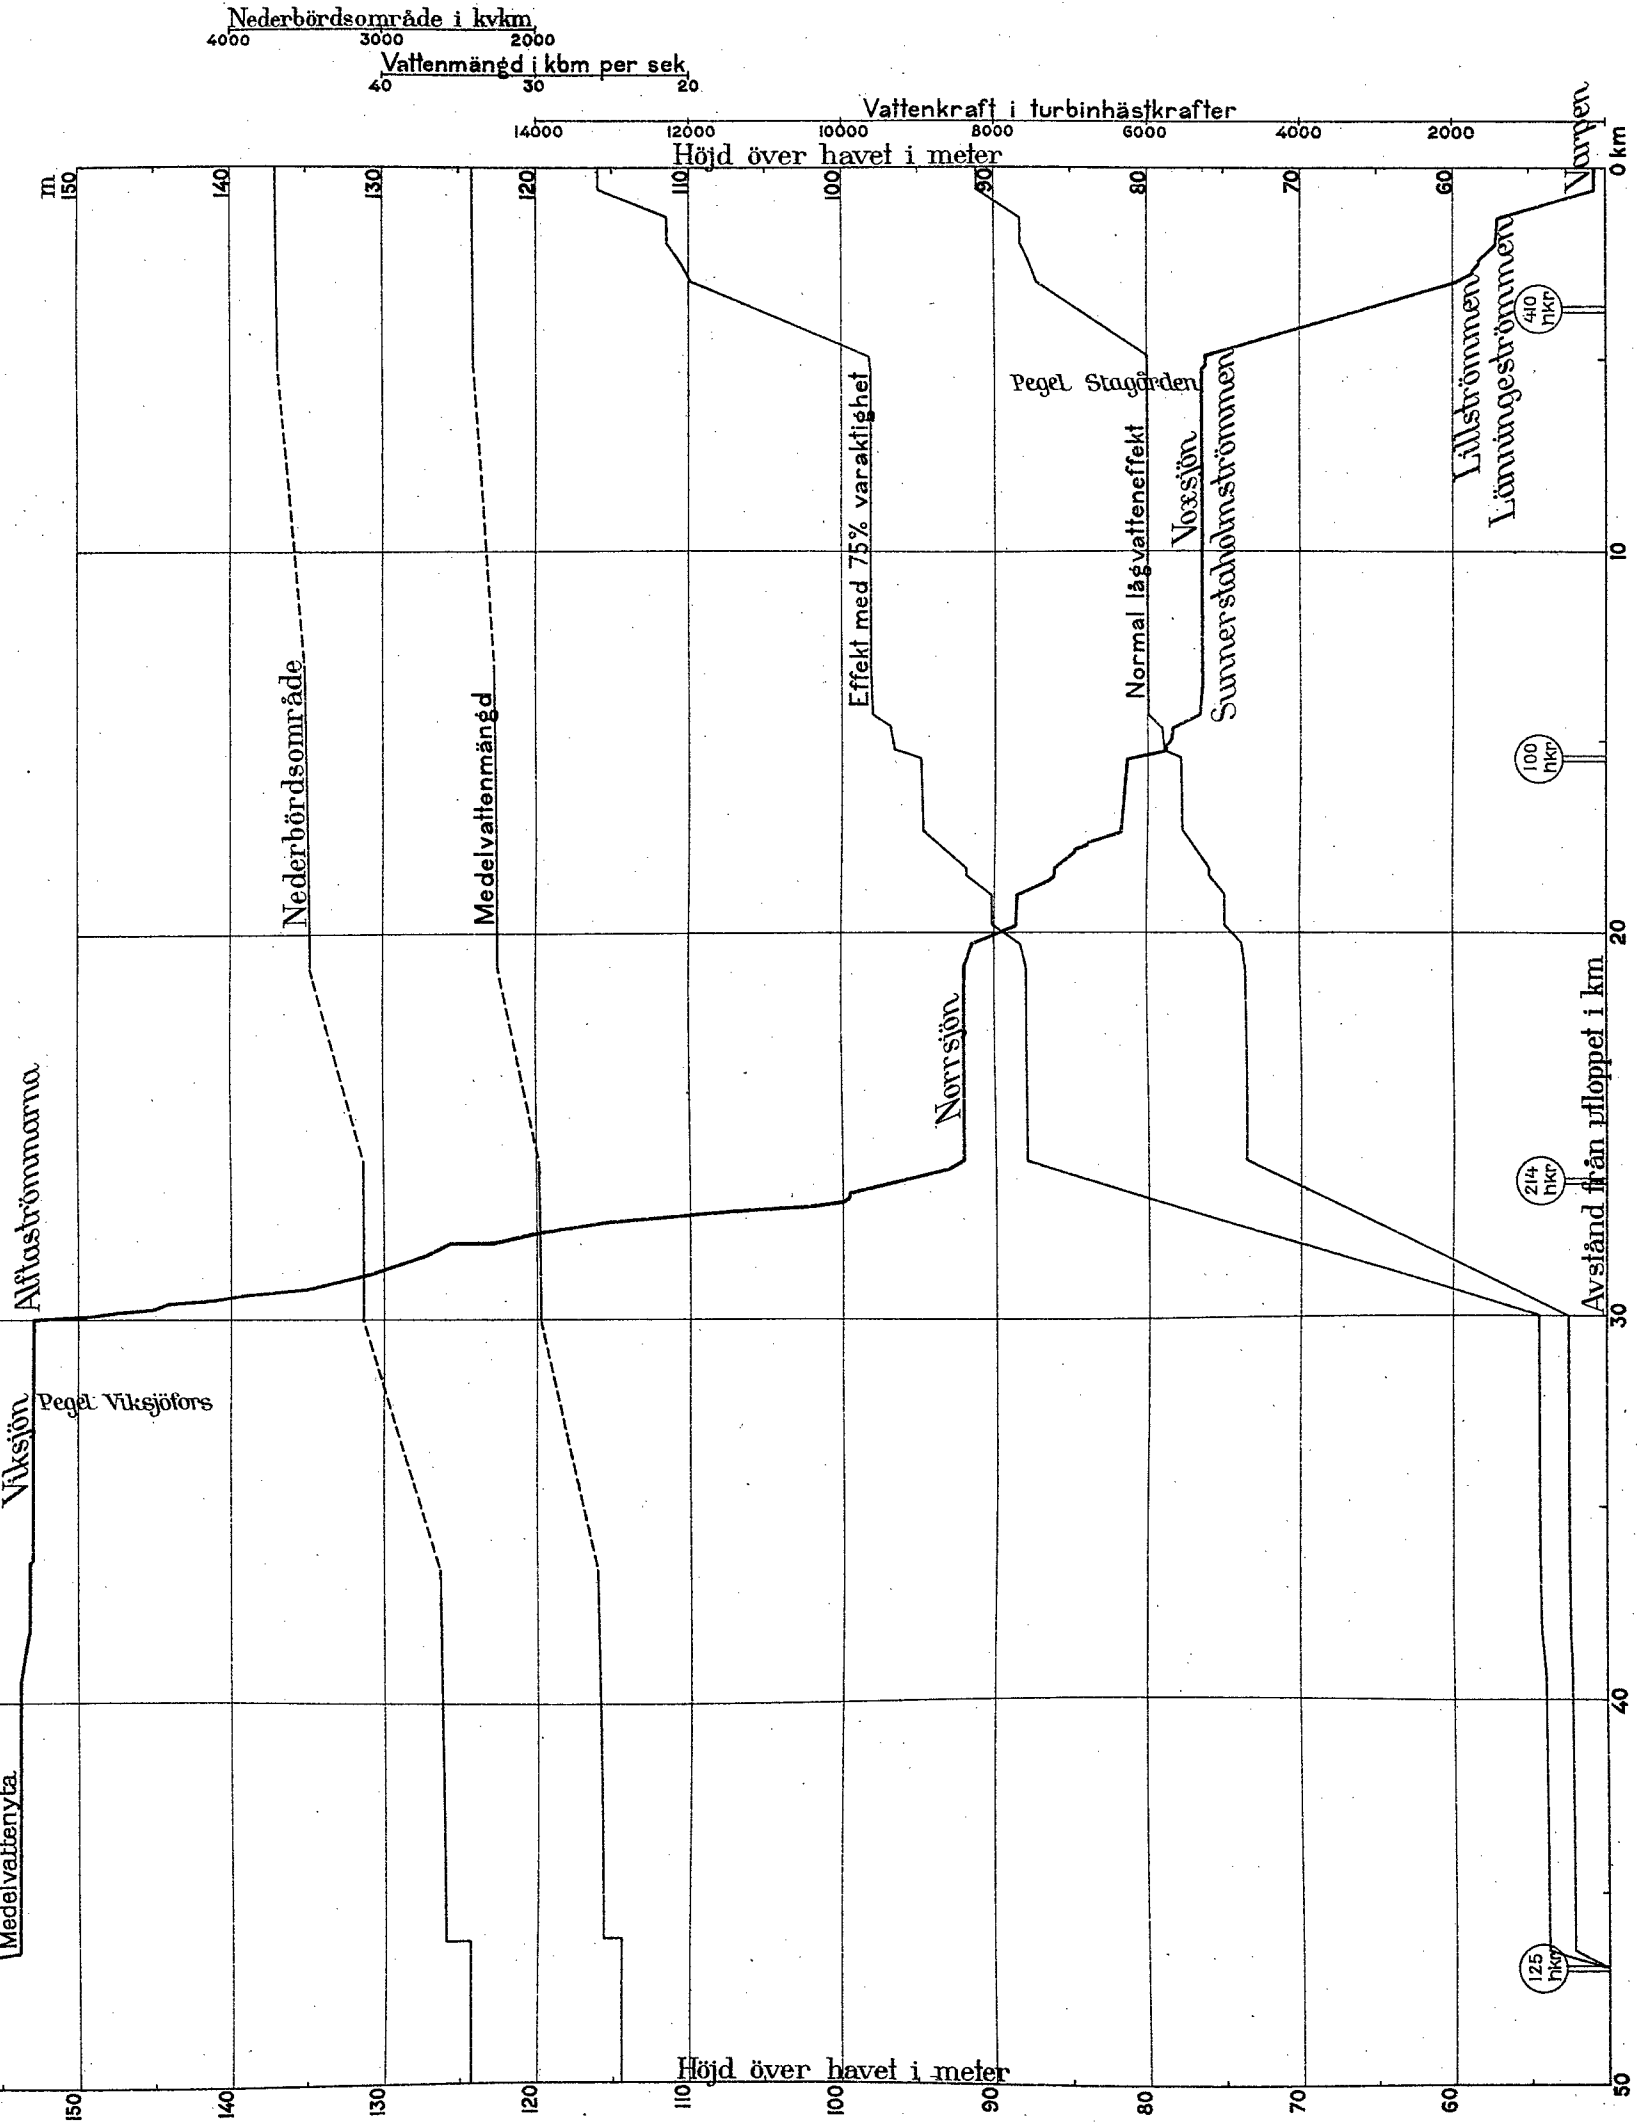 Nederbördsområde i kvkm
4000 3000 2000
Vattenmängd i kbm per sek
40 30 20
Vattenkraft i turbinhästkrafter
14000 12000 10000 8000 6000 4000 2000
Höjd över havet i meter
m
150 140 130 120 110 100 90 80 70 60
Varpen
0 km
Lillströmmen
Länningeströmmen
410 hkr
Pegel Stagården
Effekt med 75% varaktighet
Normal lågvatteneffekt
Voxsjön
Sunnerstaholmströmmen
10
Nederbördsområde
Medelvattenmängd
100 hkr
20
Norrsjön
Alftaströmmarna
214 hkr
Avstånd från utloppet i km
30
Viksjön
Pegel Viksjöfors
40
Medelvattenyta
125 hkr
Höjd över havet i meter
150 140 130 120 110 100 90 80 70 60
50